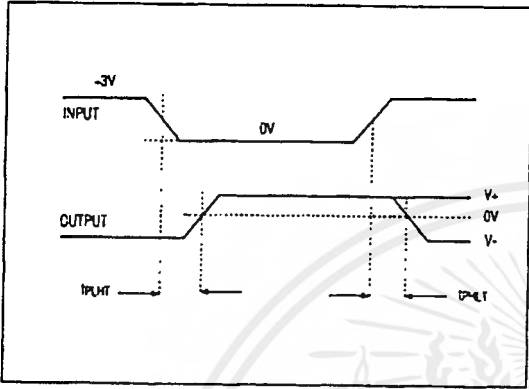 -3V
INPUT
0V
V+
0V
OUTPUT
V-
tPLHT
tPHLT